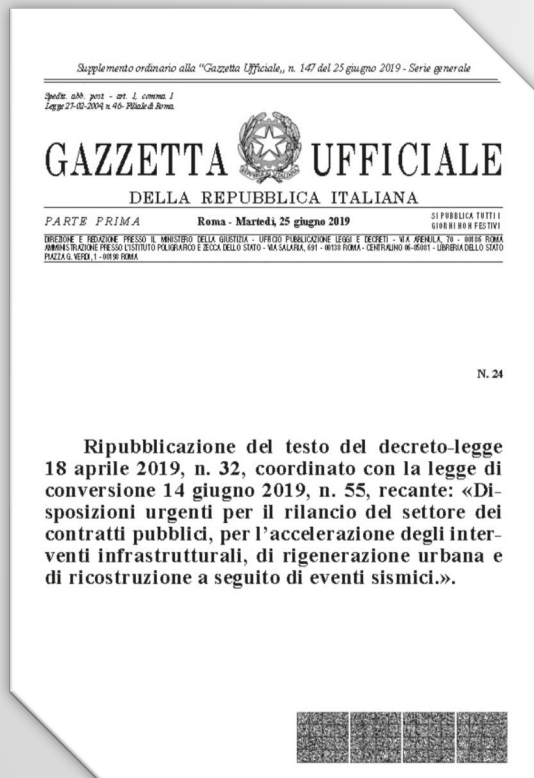 Supplemento ordinario alla "Gazzetta Ufficiale„ n. 147 del 25 giugno 2019 - Serie generale
Spediz. abb. post. - art. 1, comma 1
Legge 27-02-2004, n. 46 - Filiale di Roma
GAZZETTA UFFICIALE
DELLA REPUBBLICA ITALIANA
PARTE PRIMA
Roma - Martedì, 25 giugno 2019
SI PUBBLICA TUTTI I
GIORNI NON FESTIVI
DIREZIONE E REDAZIONE PRESSO IL MINISTERO DELLA GIUSTIZIA - UFFICIO PUBBLICAZIONE LEGGI E DECRETI - VIA ARENULA, 70 - 00186 ROMA
AMMINISTRAZIONE PRESSO L'ISTITUTO POLIGRAFICO E ZECCA DELLO STATO - VIA SALARIA, 691 - 00138 ROMA - CENTRALINO 06-85081 - LIBRERIA DELLO STATO
PIAZZA G. VERDI, 1 - 00198 ROMA
N. 24
Ripubblicazione del testo del decreto-legge
18 aprile 2019, n. 32, coordinato con la legge di
conversione 14 giugno 2019, n. 55, recante: «Di-
sposizioni urgenti per il rilancio del settore dei
contratti pubblici, per l'accelerazione degli inter-
venti infrastrutturali, di rigenerazione urbana e
di ricostruzione a seguito di eventi sismici.».